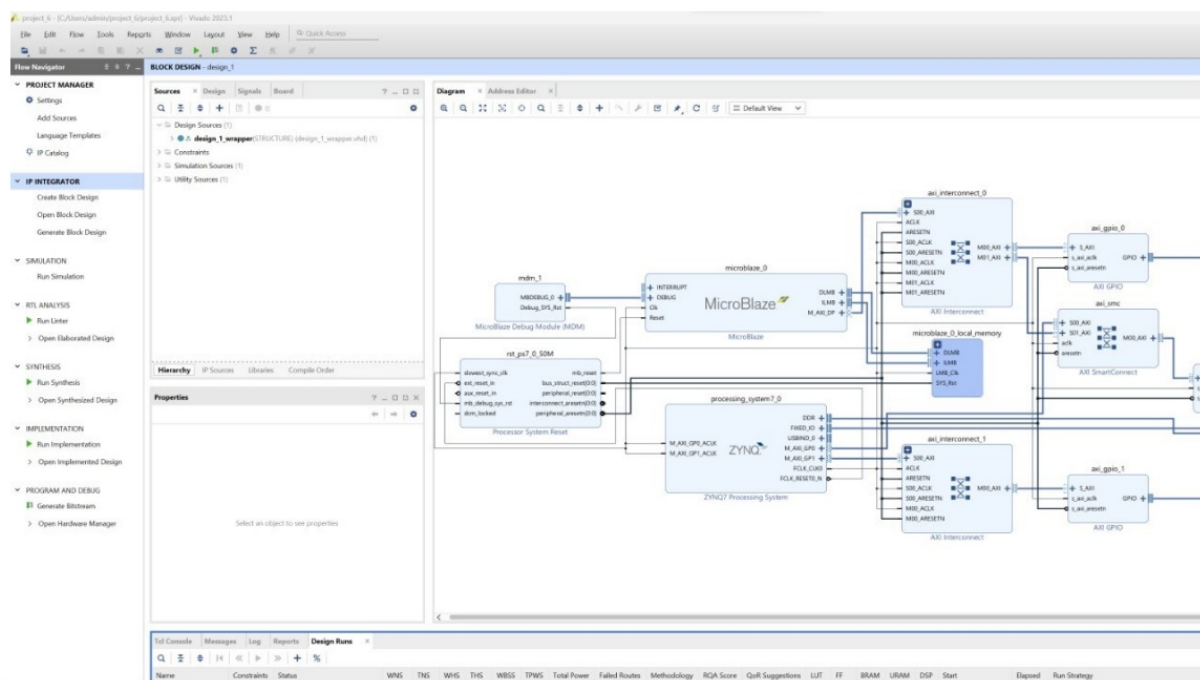 project_6 - [C:/Users/admin/project_6/project_6.xpr] - Vivado 2023.1
File Edit Flow Tools Reports Window Layout View Help Quick Access
Flow Navigator
PROJECT MANAGER
Settings
Add Sources
Language Templates
IP Catalog
IP INTEGRATOR
Create Block Design
Open Block Design
Generate Block Design
SIMULATION
Run Simulation
RTL ANALYSIS
Run Linter
Open Elaborated Design
SYNTHESIS
Run Synthesis
Open Synthesized Design
IMPLEMENTATION
Run Implementation
Open Implemented Design
PROGRAM AND DEBUG
Generate Bitstream
Open Hardware Manager
BLOCK DESIGN - design_1
Sources Design Signals Board
Design Sources (1)
design_1_wrapper(STRUCTURE) (design_1_wrapper.vhd) (1)
Constraints
Simulation Sources (1)
Utility Sources (1)
Hierarchy IP Sources Libraries Compile Order
Properties
Select an object to see properties
Diagram Address Editor
Default View
mdm_1
MBDEBUG_0
Debug_SYS_Rst
MicroBlaze Debug Module (MDM)
rst_ps7_0_50M
slowest_sync_clk
ext_reset_in
aux_reset_in
mb_debug_sys_rst
dcm_locked
mb_reset
bus_struct_reset[0:0]
peripheral_reset[0:0]
interconnect_aresetn[0:0]
peripheral_aresetn[0:0]
Processor System Reset
microblaze_0
INTERRUPT
DEBUG
Clk
Reset
MicroBlaze
DLMB
ILMB
M_AXI_DP
MicroBlaze
processing_system7_0
M_AXI_GP0_ACLK
M_AXI_GP1_ACLK
ZYNQ
DDR
FIXED_IO
USBIND_0
M_AXI_GP0
M_AXI_GP1
FCLK_CLK0
FCLK_RESET0_N
ZYNQ7 Processing System
axi_interconnect_0
S00_AXI
ACLK
ARESETN
S00_ACLK
S00_ARESETN
M00_ACLK
M00_ARESETN
M01_ACLK
M01_ARESETN
M00_AXI
M01_AXI
AXI Interconnect
microblaze_0_local_memory
DLMB
ILMB
LMB_Clk
SYS_Rst
axi_interconnect_1
S00_AXI
ACLK
ARESETN
S00_ACLK
S00_ARESETN
M00_ACLK
M00_ARESETN
M00_AXI
AXI Interconnect
axi_gpio_0
S_AXI
s_axi_aclk
s_axi_aresetn
GPIO
AXI GPIO
axi_smc
S00_AXI
S01_AXI
aclk
aresetn
M00_AXI
AXI SmartConnect
axi_gpio_1
S_AXI
s_axi_aclk
s_axi_aresetn
GPIO
AXI GPIO
Tcl Console Messages Log Reports Design Runs
Name Constraints Status WNS TNS WHS THS WBSS TPWS Total Power Failed Routes Methodology RQA Score QoR Suggestions LUT FF BRAM URAM DSP Start Elapsed Run Strategy